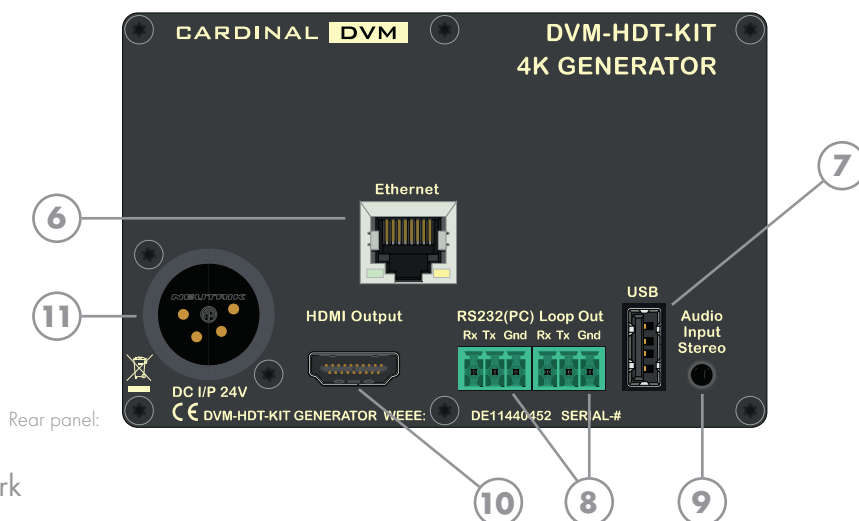 CARDINAL DVM
DVM-HDT-KIT
4K GENERATOR
7
Ethernet
6
USB
11
NEUTRIK
HDMI Output
RS232(PC) Loop Out
Audio
Input
Stereo
Rx Tx Gnd Rx Tx Gnd
DC I/P 24V
Rear panel:
CE DVM-HDT-KIT GENERATOR WEEE: DE11440452 SERIAL-#
rk
10
8
9